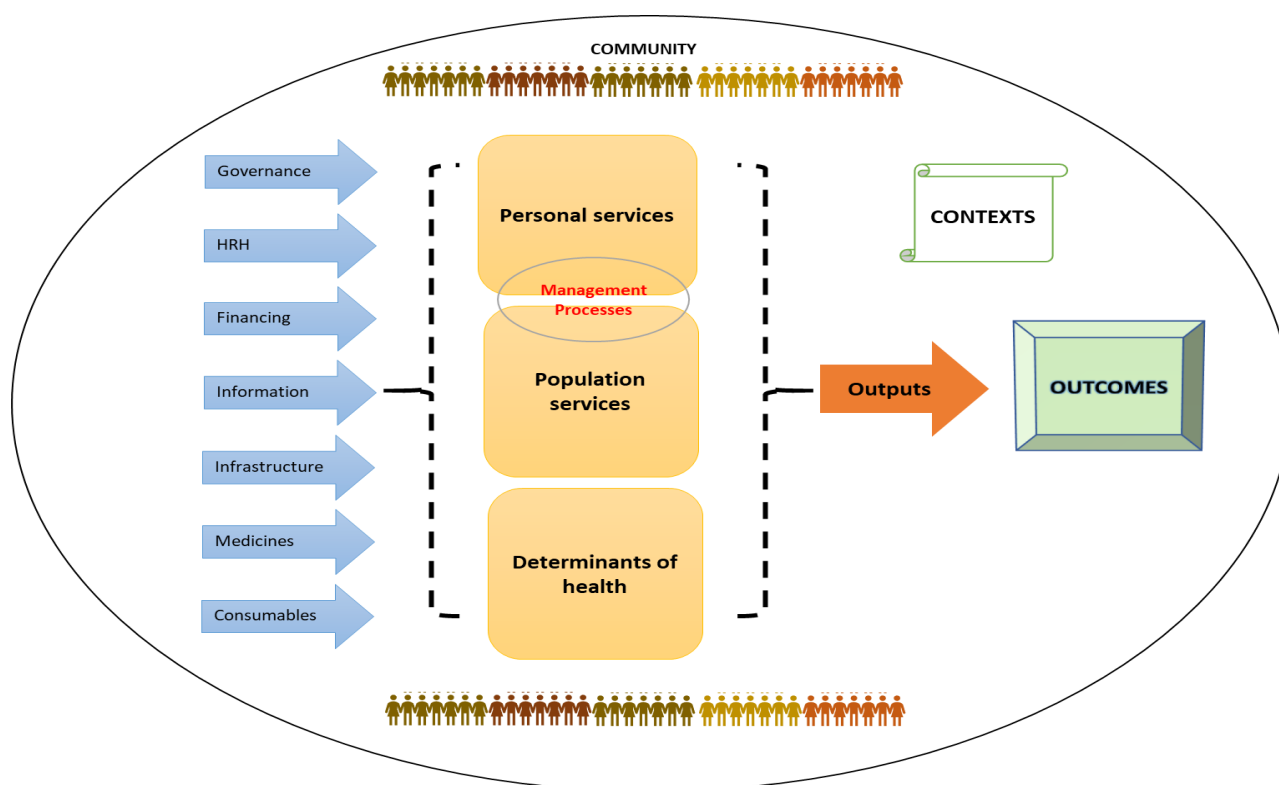 COMMUNITY
Governance
HRH
Financing
Information
Infrastructure
Medicines
Consumables
Personal services
Management
Processes
Population
services
Determinants of
health
Outputs
CONTEXTS
OUTCOMES